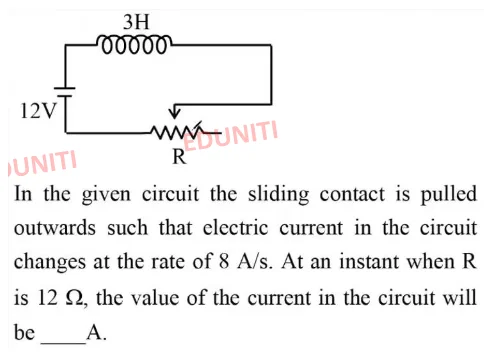 3H
12V
EDUNITI
DUNITI
R
In the given circuit the sliding contact is pulled
outwards such that electric current in the circuit
changes at the rate of 8 A/s. At an instant when R
is 12 Ω, the value of the current in the circuit will
be ____A.